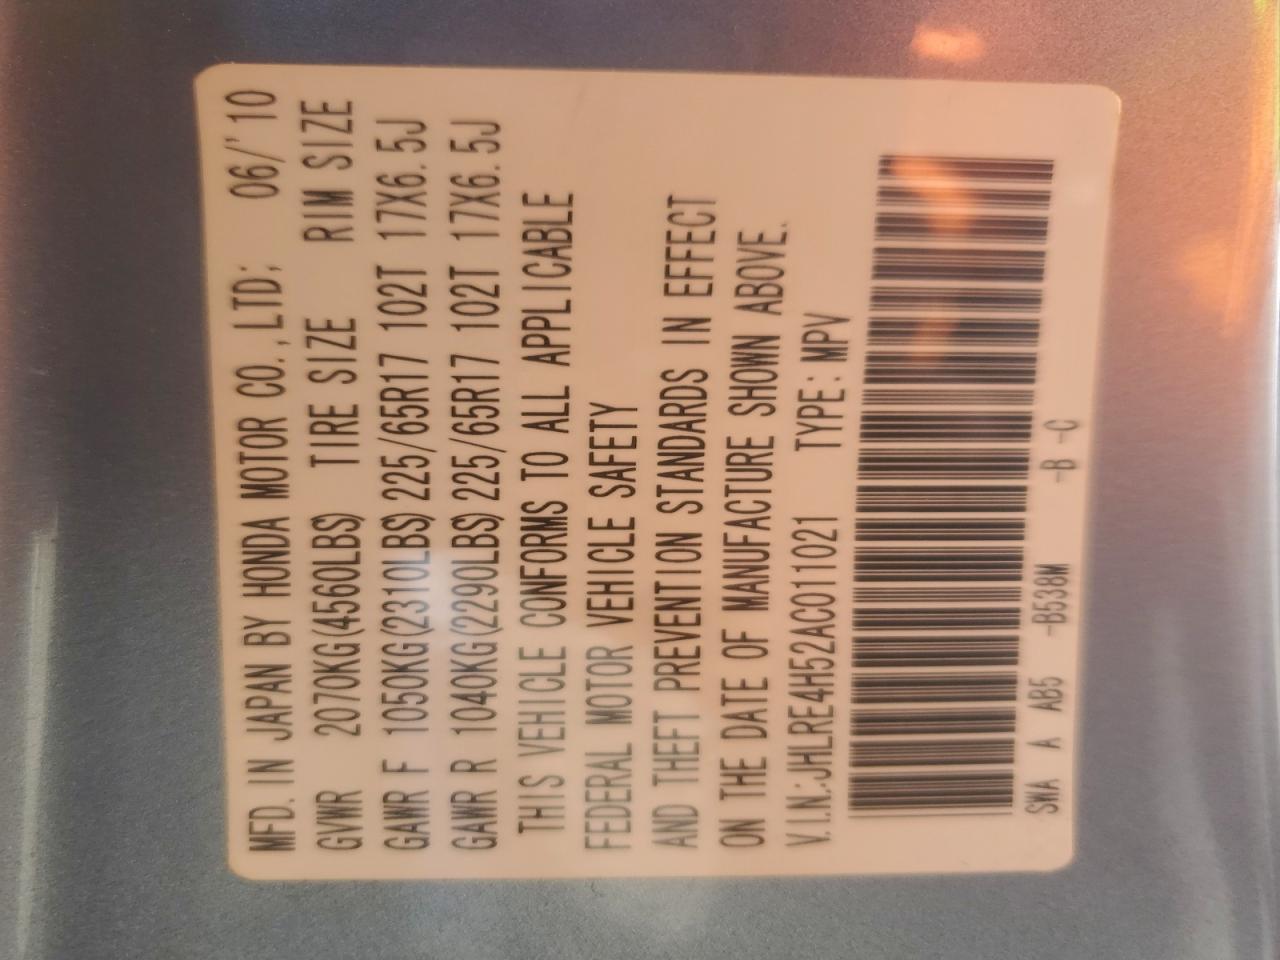 MFD. IN JAPAN BY HONDA MOTOR CO., LTD; 06/'10
GVWR 2070KG(4560LBS) TIRE SIZE RIM SIZE
GAWR F 1050KG(2310LBS) 225/65R17 102T 17X6.5J
GAWR R 1040KG(2290LBS) 225/65R17 102T 17X6.5J
THIS VEHICLE CONFORMS TO ALL APPLICABLE
FEDERAL MOTOR VEHICLE SAFETY
AND THEFT PREVENTION STANDARDS IN EFFECT
ON THE DATE OF MANUFACTURE SHOWN ABOVE.
V.I.N.:JHLRE4H52AC011021 TYPE: MPV
SWA A AB5 -B538M -B -C